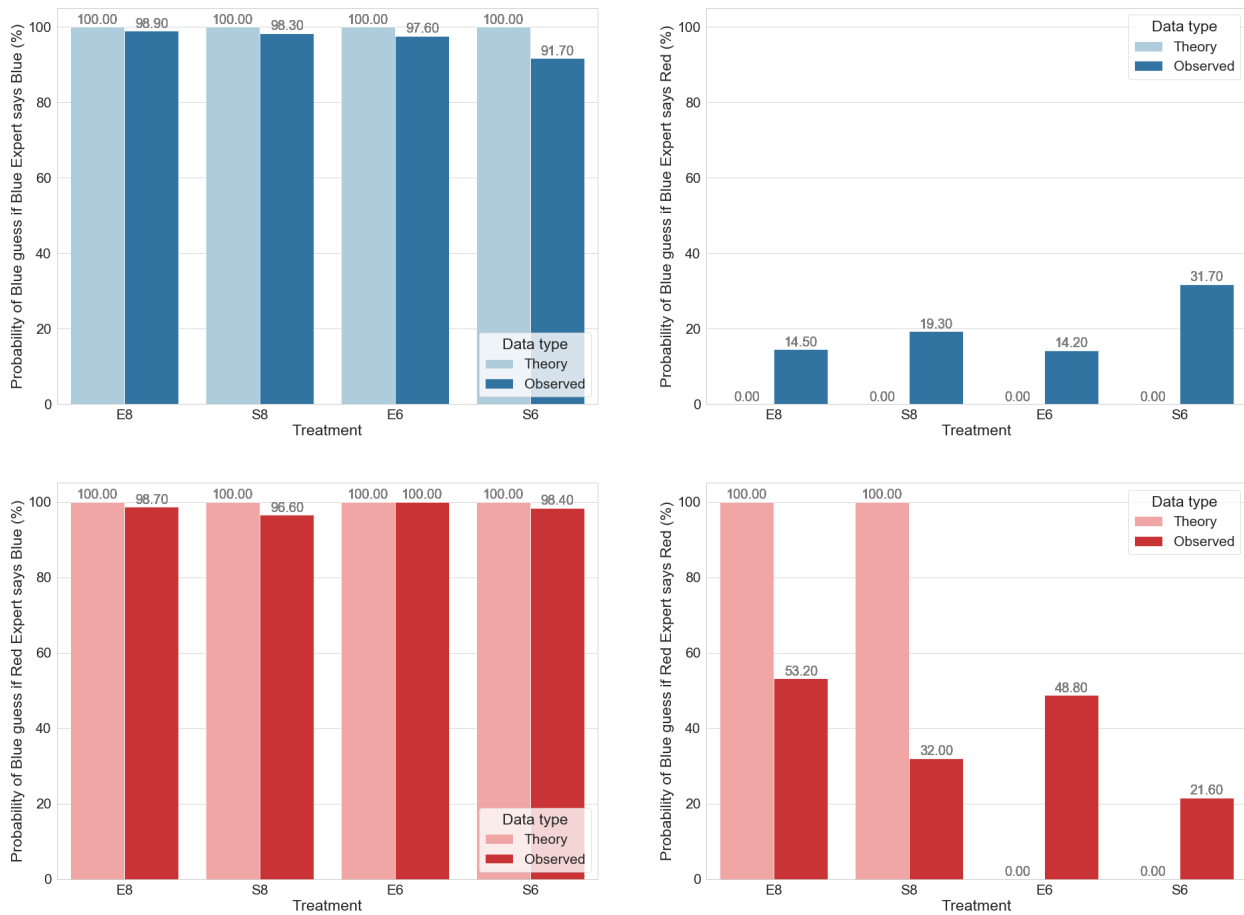 Probability of Blue guess if Blue Expert says Blue (%)
100
80
60
40
20
0
100.00 98.90 100.00 98.30 100.00 97.60 100.00 91.70
Data type
Theory
Observed
E8 S8 E6 S6
Treatment
Probability of Blue guess if Blue Expert says Red (%)
100
80
60
40
20
0
Data type
Theory
Observed
0.00 14.50 0.00 19.30 0.00 14.20 0.00 31.70
E8 S8 E6 S6
Treatment
Probability of Blue guess if Red Expert says Blue (%)
100
80
60
40
20
0
100.00 98.70 100.00 96.60 100.00 100.00 100.00 98.40
Data type
Theory
Observed
E8 S8 E6 S6
Treatment
Probability of Blue guess if Red Expert says Red (%)
100
80
60
40
20
0
100.00 53.20 100.00 32.00 0.00 48.80 0.00 21.60
Data type
Theory
Observed
E8 S8 E6 S6
Treatment